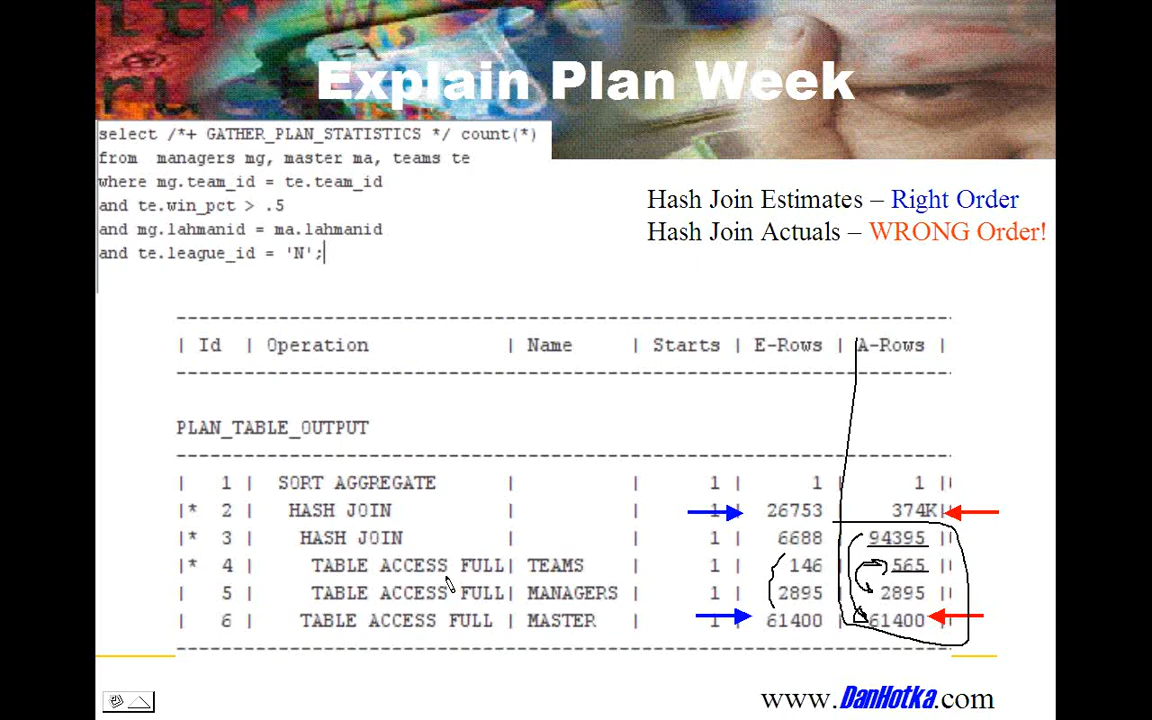 Explain Plan Week
select /*+ GATHER_PLAN_STATISTICS */ count(*)
from  managers mg, master ma, teams te
where mg.team_id = te.team_id
and te.win_pct > .5
and mg.lahmanid = ma.lahmanid
and te.league_id = 'N';
Hash Join Estimates – Right Order
Hash Join Actuals – WRONG Order!
| Id | Operation | Name | Starts | E-Rows | A-Rows |
PLAN_TABLE_OUTPUT
| 1 | SORT AGGREGATE | | 1 | 1 | 1 |
|* 2 | HASH JOIN | | 1 | 26753 | 374K|
|* 3 | HASH JOIN | | 1 | 6688 | 94395 |
|* 4 | TABLE ACCESS FULL| TEAMS | 1 | 146 | 565 |
| 5 | TABLE ACCESS FULL| MANAGERS | 1 | 2895 | 2895 |
| 6 | TABLE ACCESS FULL | MASTER | 1 | 61400 | 61400 |
www.DanHotka.com